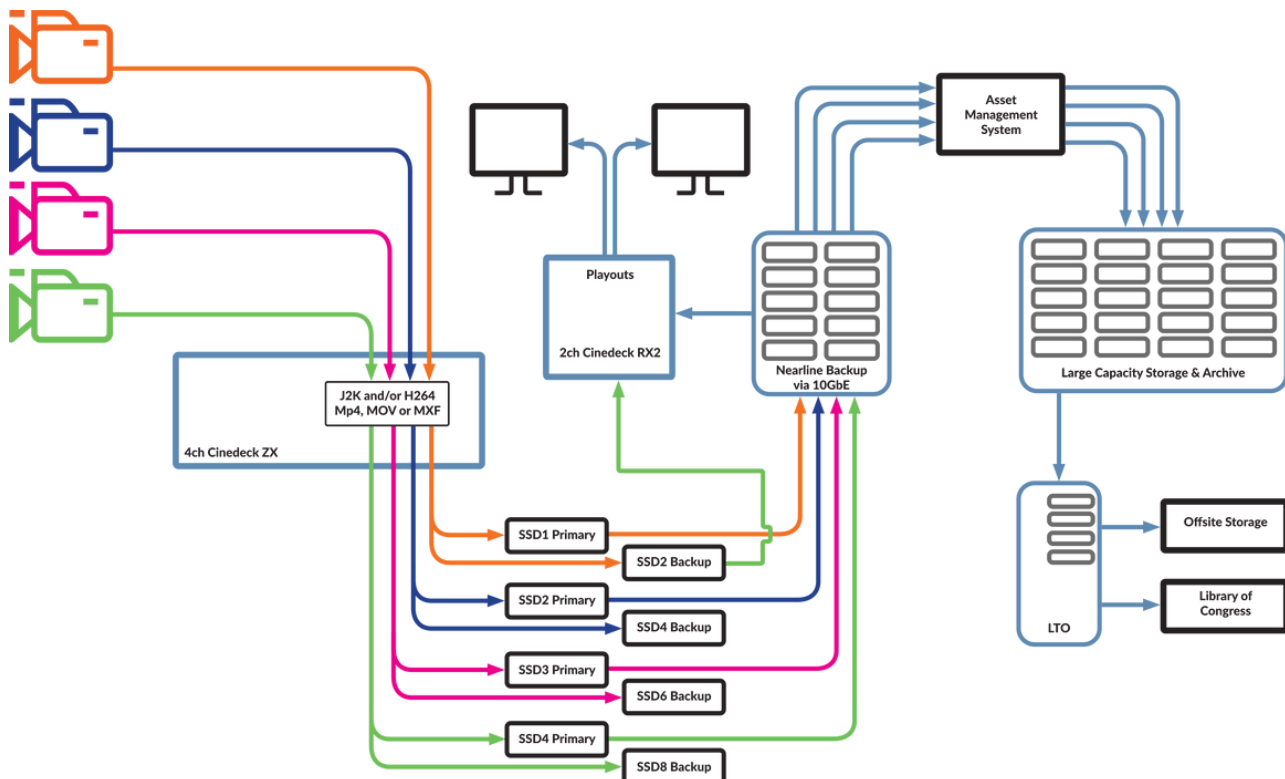 Asset
Management
System
Playouts
2ch Cinedeck RX2
Nearline Backup
via 10GbE
Large Capacity Storage & Archive
J2K and/or H264
Mp4, MOV or MXF
4ch Cinedeck ZX
SSD1 Primary
SSD2 Backup
SSD2 Primary
SSD4 Backup
SSD3 Primary
SSD6 Backup
SSD4 Primary
SSD8 Backup
Offsite Storage
Library of
Congress
LTO